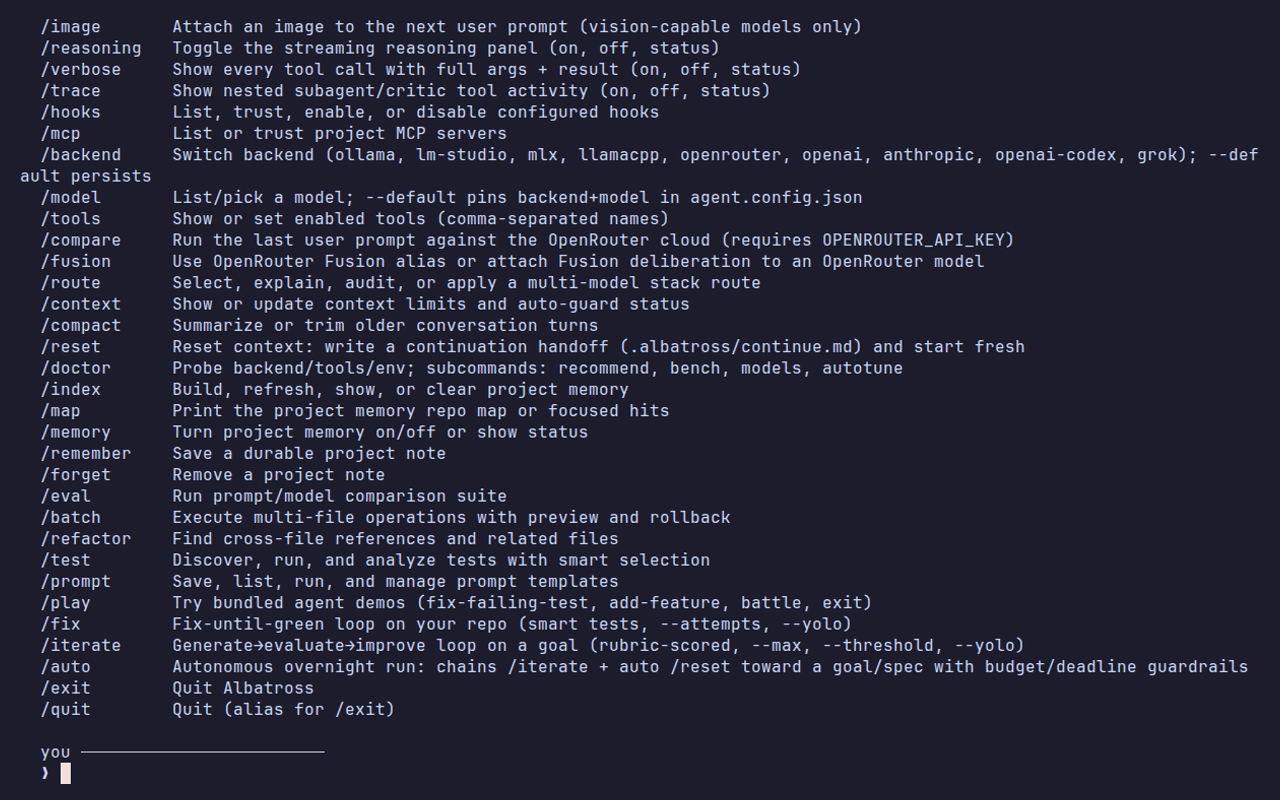 /image Attach an image to the next user prompt (vision-capable models only)
/reasoning Toggle the streaming reasoning panel (on, off, status)
/verbose Show every tool call with full args + result (on, off, status)
/trace Show nested subagent/critic tool activity (on, off, status)
/hooks List, trust, enable, or disable configured hooks
/mcp List or trust project MCP servers
/backend Switch backend (ollama, lm-studio, mlx, llamacpp, openrouter, openai, anthropic, openai-codex, grok); --def
ault persists
/model List/pick a model; --default pins backend+model in agent.config.json
/tools Show or set enabled tools (comma-separated names)
/compare Run the last user prompt against the OpenRouter cloud (requires OPENROUTER_API_KEY)
/fusion Use OpenRouter Fusion alias or attach Fusion deliberation to an OpenRouter model
/route Select, explain, audit, or apply a multi-model stack route
/context Show or update context limits and auto-guard status
/compact Summarize or trim older conversation turns
/reset Reset context: write a continuation handoff (.albatross/continue.md) and start fresh
/doctor Probe backend/tools/env; subcommands: recommend, bench, models, autotune
/index Build, refresh, show, or clear project memory
/map Print the project memory repo map or focused hits
/memory Turn project memory on/off or show status
/remember Save a durable project note
/forget Remove a project note
/eval Run prompt/model comparison suite
/batch Execute multi-file operations with preview and rollback
/refactor Find cross-file references and related files
/test Discover, run, and analyze tests with smart selection
/prompt Save, list, run, and manage prompt templates
/play Try bundled agent demos (fix-failing-test, add-feature, battle, exit)
/fix Fix-until-green loop on your repo (smart tests, --attempts, --yolo)
/iterate Generate→evaluate→improve loop on a goal (rubric-scored, --max, --threshold, --yolo)
/auto Autonomous overnight run: chains /iterate + auto /reset toward a goal/spec with budget/deadline guardrails
/exit Quit Albatross
/quit Quit (alias for /exit)
you ────────────────────────
❯